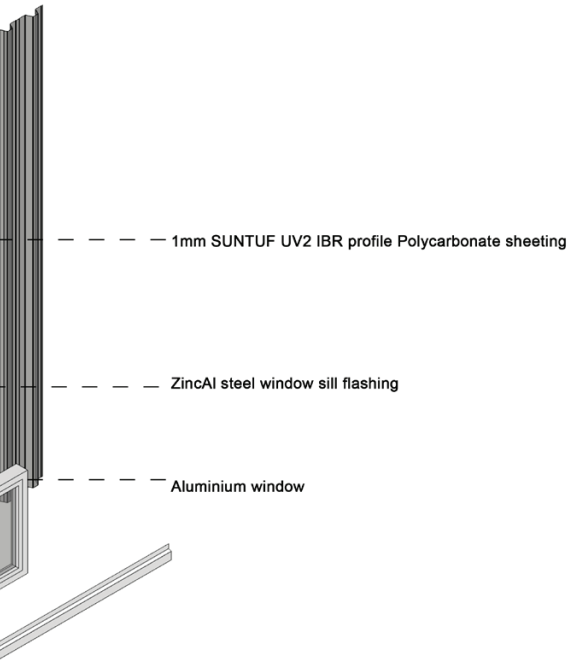 1mm SUNTUF UV2 IBR profile Polycarbonate sheeting
ZincAl steel window sill flashing
Aluminium window